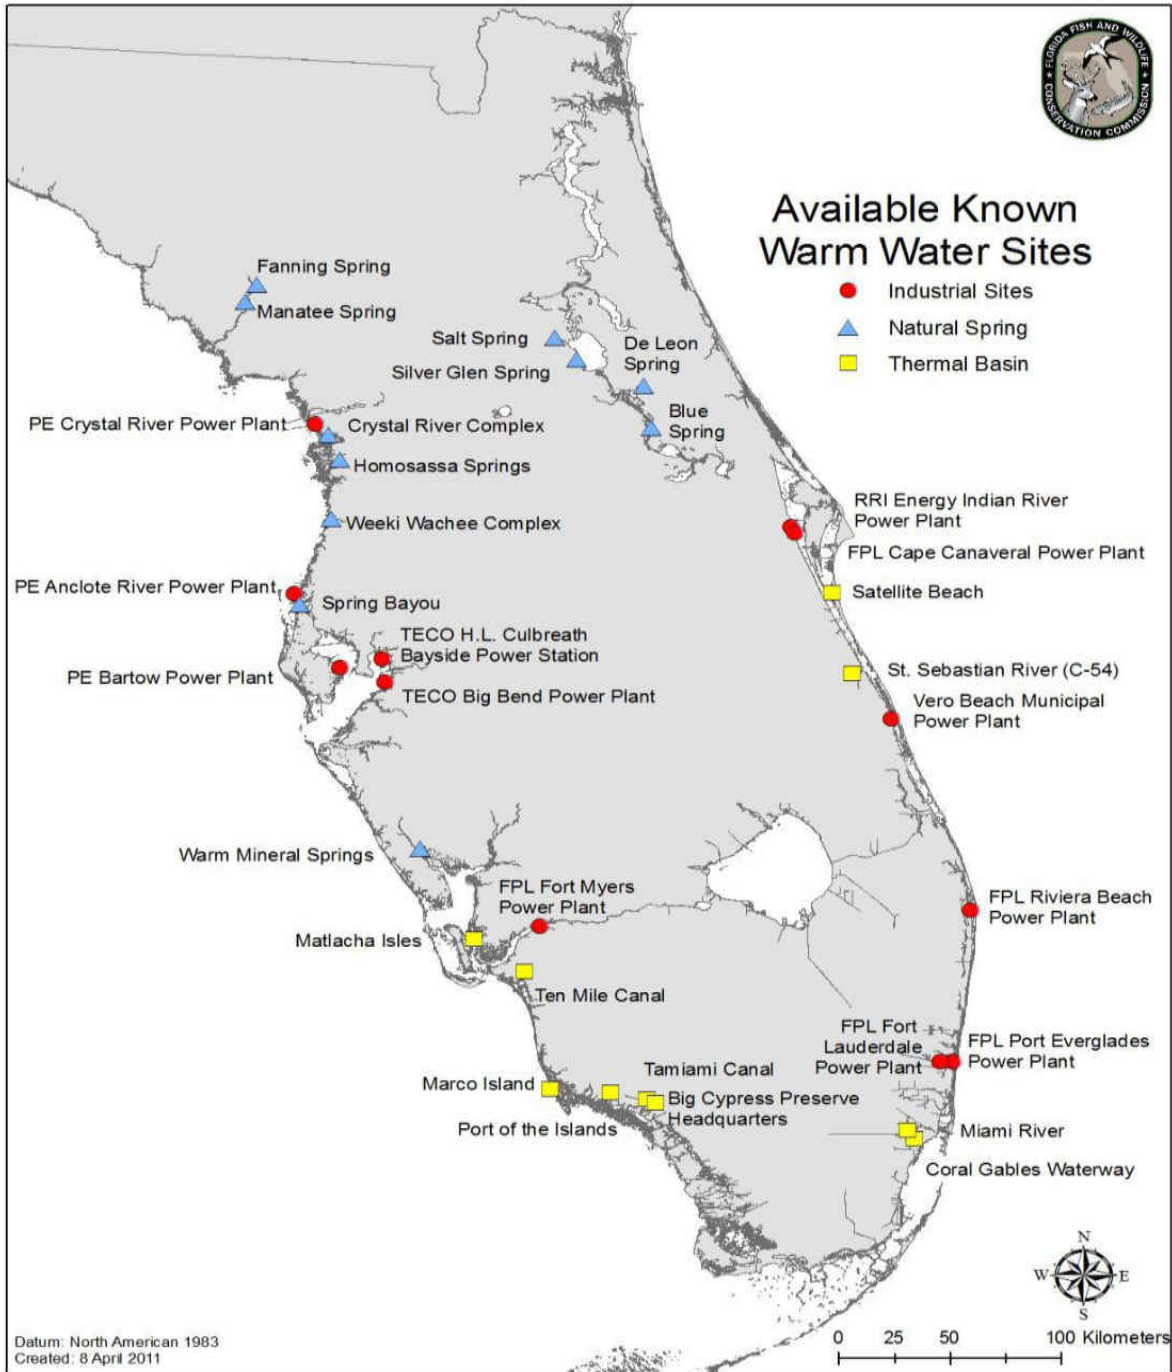 FLORIDA FISH AND WILDLIFE
CONSERVATION COMMISSION
Available Known
Warm Water Sites
Industrial Sites
Natural Spring
Thermal Basin
Fanning Spring
Manatee Spring
Salt Spring
De Leon
Spring
Silver Glen Spring
Blue
Spring
PE Crystal River Power Plant
Crystal River Complex
Homosassa Springs
Weeki Wachee Complex
RRI Energy Indian River
Power Plant
FPL Cape Canaveral Power Plant
PE Anclote River Power Plant
Spring Bayou
Satellite Beach
TECO H.L. Culbreath
Bayside Power Station
PE Bartow Power Plant
TECO Big Bend Power Plant
St. Sebastian River (C-54)
Vero Beach Municipal
Power Plant
Warm Mineral Springs
FPL Fort Myers
Power Plant
FPL Riviera Beach
Power Plant
Matlacha Isles
Ten Mile Canal
FPL Fort
Lauderdale
Power Plant
FPL Port Everglades
Power Plant
Tamiami Canal
Marco Island
Big Cypress Preserve
Headquarters
Port of the Islands
Miami River
Coral Gables Waterway
N
W
E
S
0 25 50 100 Kilometers
Datum: North American 1983
Created: 8 April 2011